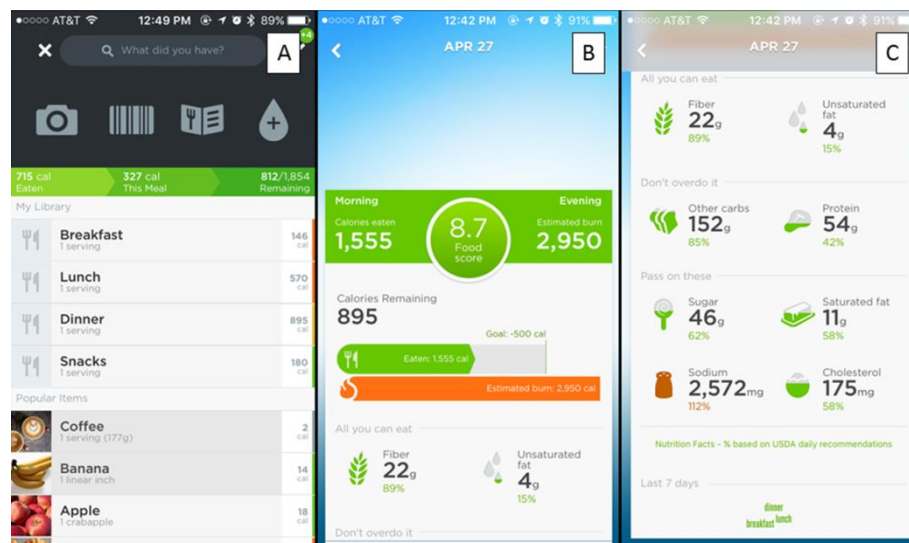 AT&T 12:49 PM 89%
+4
What did you have?
A
715 cal
Eaten
327 cal
This Meal
812/1,854
Remaining
My Library
Breakfast
1 serving
146
cal
Lunch
1 serving
570
cal
Dinner
1 serving
895
cal
Snacks
1 serving
180
cal
Popular Items
Coffee
1 serving (177g)
2
cal
Banana
1 linear inch
14
cal
Apple
1 crabapple
18
cal
AT&T 12:42 PM 91%
APR 27
B
Morning
Evening
Calories eaten
1,555
8.7
Food
score
Estimated burn
2,950
Calories Remaining
895
Goal: -500 cal
Eaten: 1,555 cal
Estimated burn: 2,950 cal
All you can eat
Fiber
22g
89%
Unsaturated
fat
4g
15%
Don't overdo it
AT&T 12:42 PM 91%
APR 27
C
All you can eat
Fiber
22g
89%
Unsaturated
fat
4g
15%
Don't overdo it
Other carbs
152g
85%
Protein
54g
42%
Pass on these
Sugar
46g
62%
Saturated fat
11g
58%
Sodium
2,572mg
112%
Cholesterol
175mg
58%
Nutrition Facts - % based on USDA daily recommendations
Last 7 days
dinner
breakfast lunch